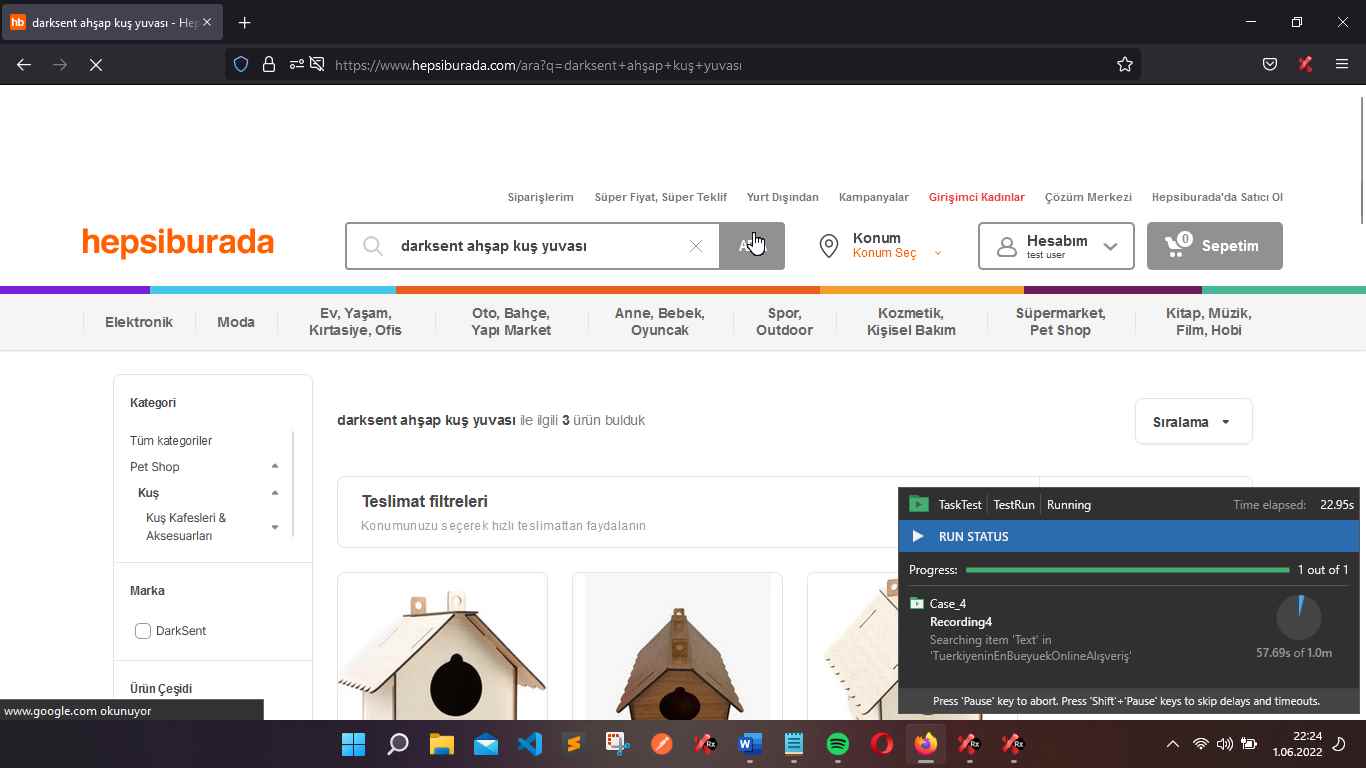 hb darksent ahşap kuş yuvası - Hep
https://www.hepsiburada.com/ara?q=darksent+ahşap+kuş+yuvası
Siparişlerim Süper Fiyat, Süper Teklif Yurt Dışından Kampanyalar Girişimci Kadınlar Çözüm Merkezi Hepsiburada'da Satıcı Ol
hepsiburada
darksent ahşap kuş yuvası
Konum
Konum Seç
Hesabım
test user
0
Sepetim
Elektronik
Moda
Ev, Yaşam,
Kırtasiye, Ofis
Oto, Bahçe,
Yapı Market
Anne, Bebek,
Oyuncak
Spor,
Outdoor
Kozmetik,
Kişisel Bakım
Süpermarket,
Pet Shop
Kitap, Müzik,
Film, Hobi
Kategori
Tüm kategoriler
Pet Shop
Kuş
Kuş Kafesleri &
Aksesuarları
Marka
DarkSent
Ürün Çeşidi
darksent ahşap kuş yuvası ile ilgili 3 ürün bulduk
Sıralama
Teslimat filtreleri
Konumunuzu seçerek hızlı teslimattan faydalanın
TaskTest TestRun Running Time elapsed: 22.95s
RUN STATUS
Progress: 1 out of 1
Case_4
Recording4
Searching item 'Text' in
'TuerkiyeninEnBueyuekOnlineAlışveriş'
57.69s of 1.0m
Press 'Pause' key to abort. Press 'Shift'+'Pause' keys to skip delays and timeouts.
www.google.com okunuyor
Rx
W
Rx
Rx
22:24
1.06.2022